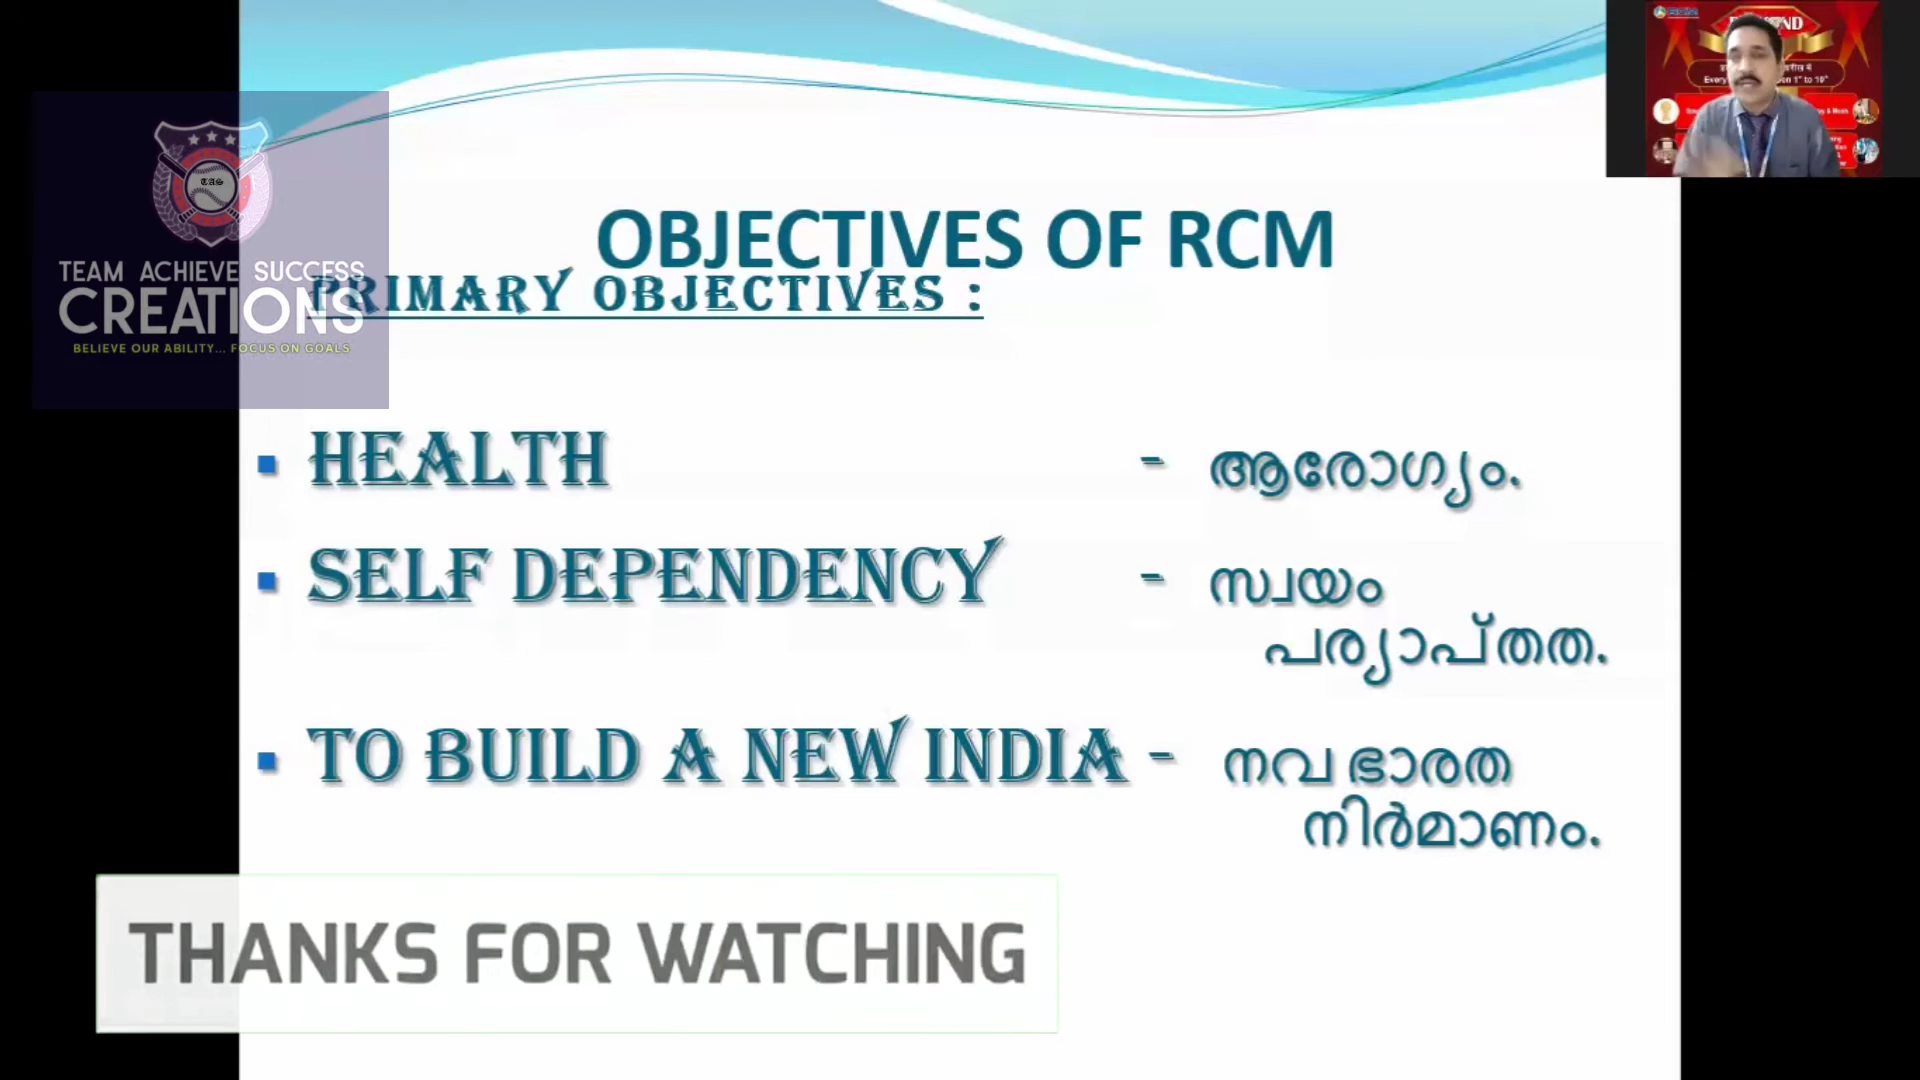 OBJECTIVES OF RCM
PRIMARY OBJECTIVES :
TAS
TEAM ACHIEVE SUCCESS
CREATIONS
BELIEVE OUR ABILITY... FOCUS ON GOALS
HEALTH - ആരോഗ്യം.
SELF DEPENDENCY - സ്വയം
പര്യാപ്തത.
TO BUILD A NEW INDIA - നവ ഭാരത
നിർമാണം.
THANKS FOR WATCHING